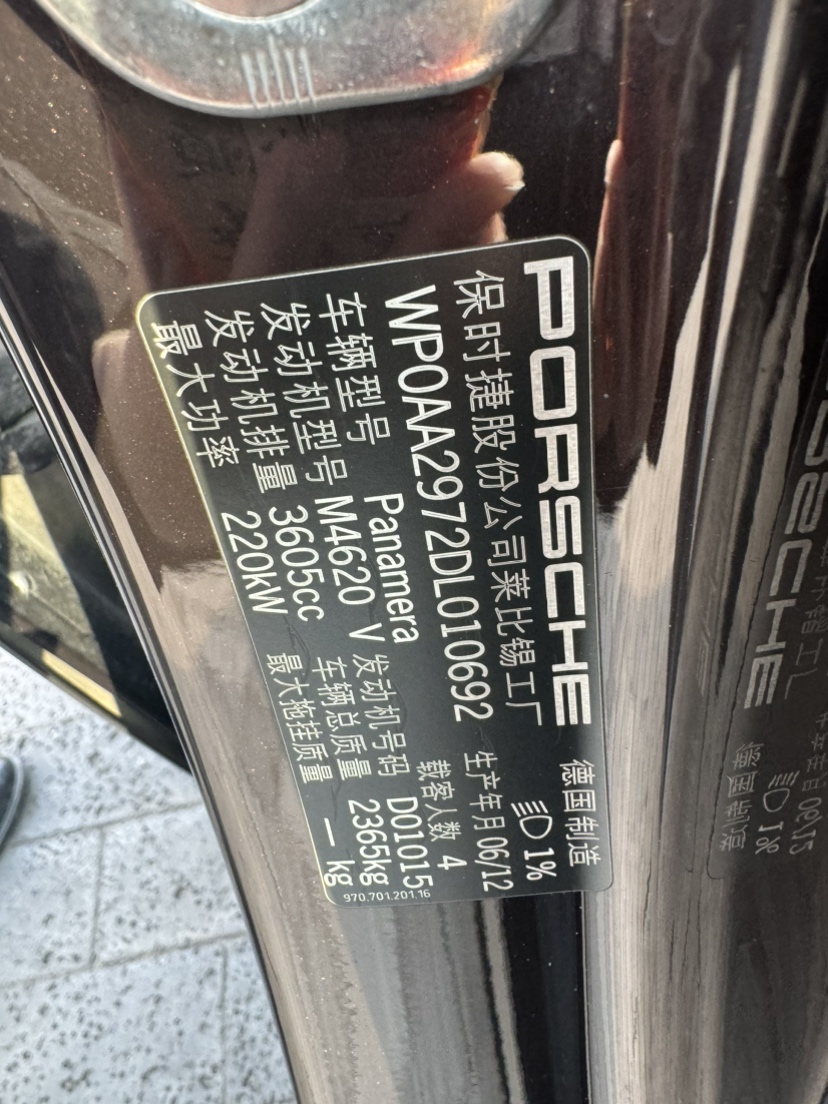 PORSCHE 德国制造
保时捷股份公司莱比锡工厂 1%
WP0AA2972DL010692 生产年月 06/12
载客人数 4
车辆型号 Panamera 发动机号码 D01015
发动机型号 M4620 V 车辆总质量 2365kg
发动机排量 3605cc 最大拖挂质量 — kg
最大功率 220kW
970.701.201.16